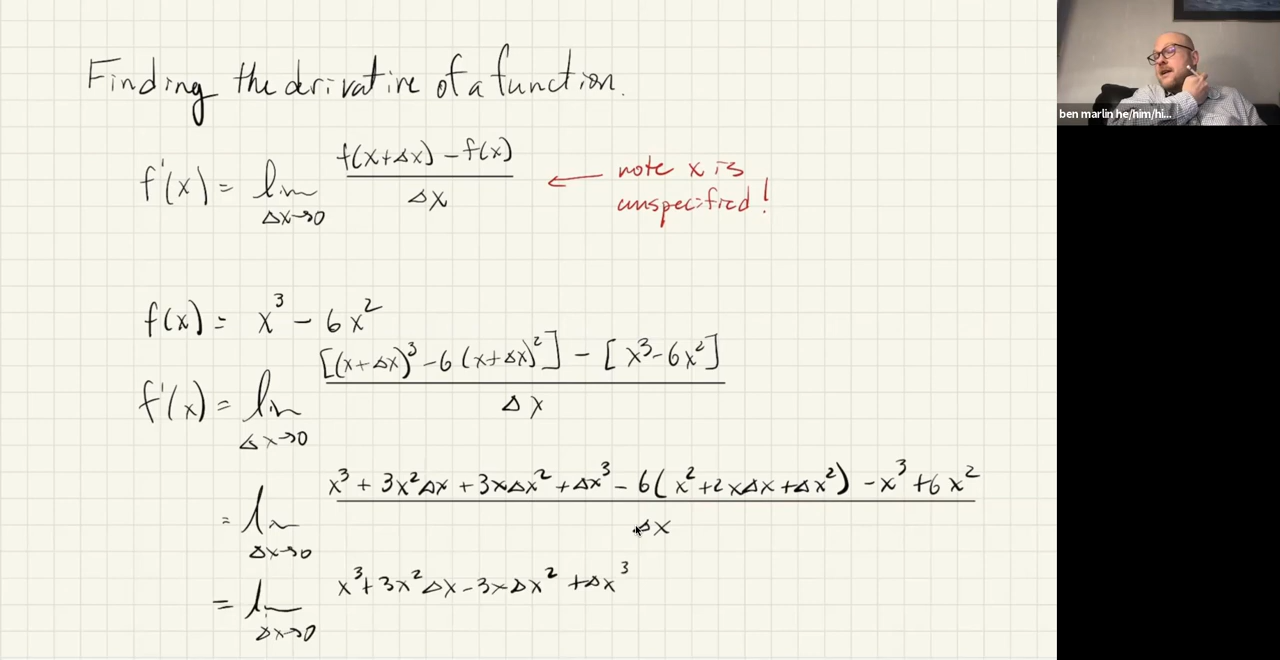 Finding the derivative of a function.
f'(x) = lim Δx→0 f(x+Δx) - f(x) / Δx
← note x is
unspecified!
f(x) = x³ - 6x²
f'(x) = lim Δx→0 [(x+Δx)³ - 6(x+Δx)²] - [x³-6x²] / Δx
= lim Δx→0 x³ + 3x²Δx + 3xΔx² + Δx³ - 6(x²+2xΔx+Δx²) - x³ + 6x² / Δx
= lim Δx→0 x³+3x²Δx-3xΔx² +Δx³
ben marlin he/him/hi...